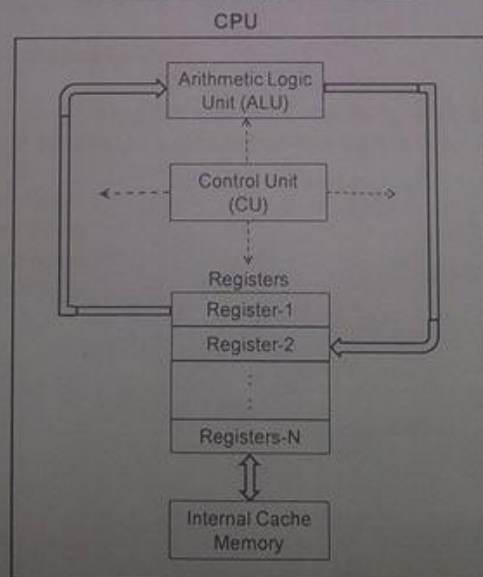 CPU
Arithmetic Logic
Unit (ALU)
Control Unit
(CU)
Registers
Register-1
Register-2
Registers-N
Internal Cache
Memory